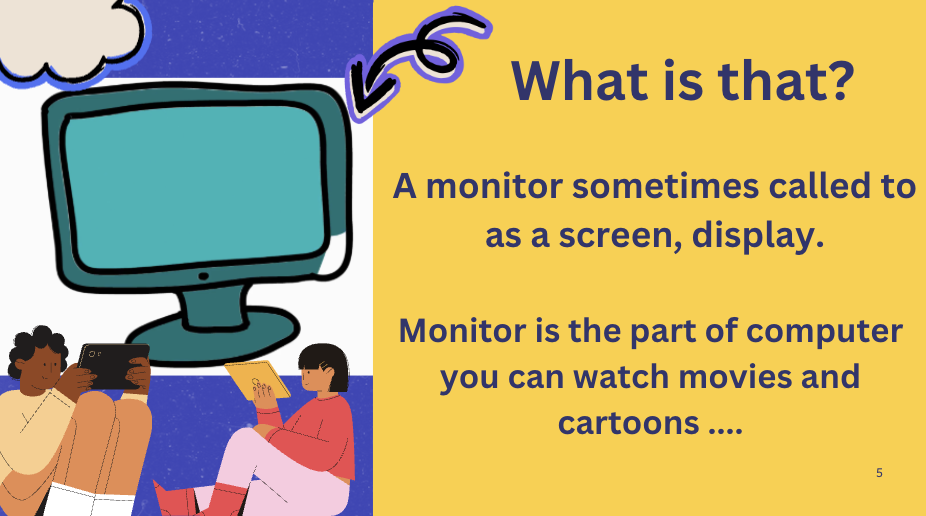 What is that?
A monitor sometimes called to
as a screen, display.
Monitor is the part of computer
you can watch movies and
cartoons ....
5